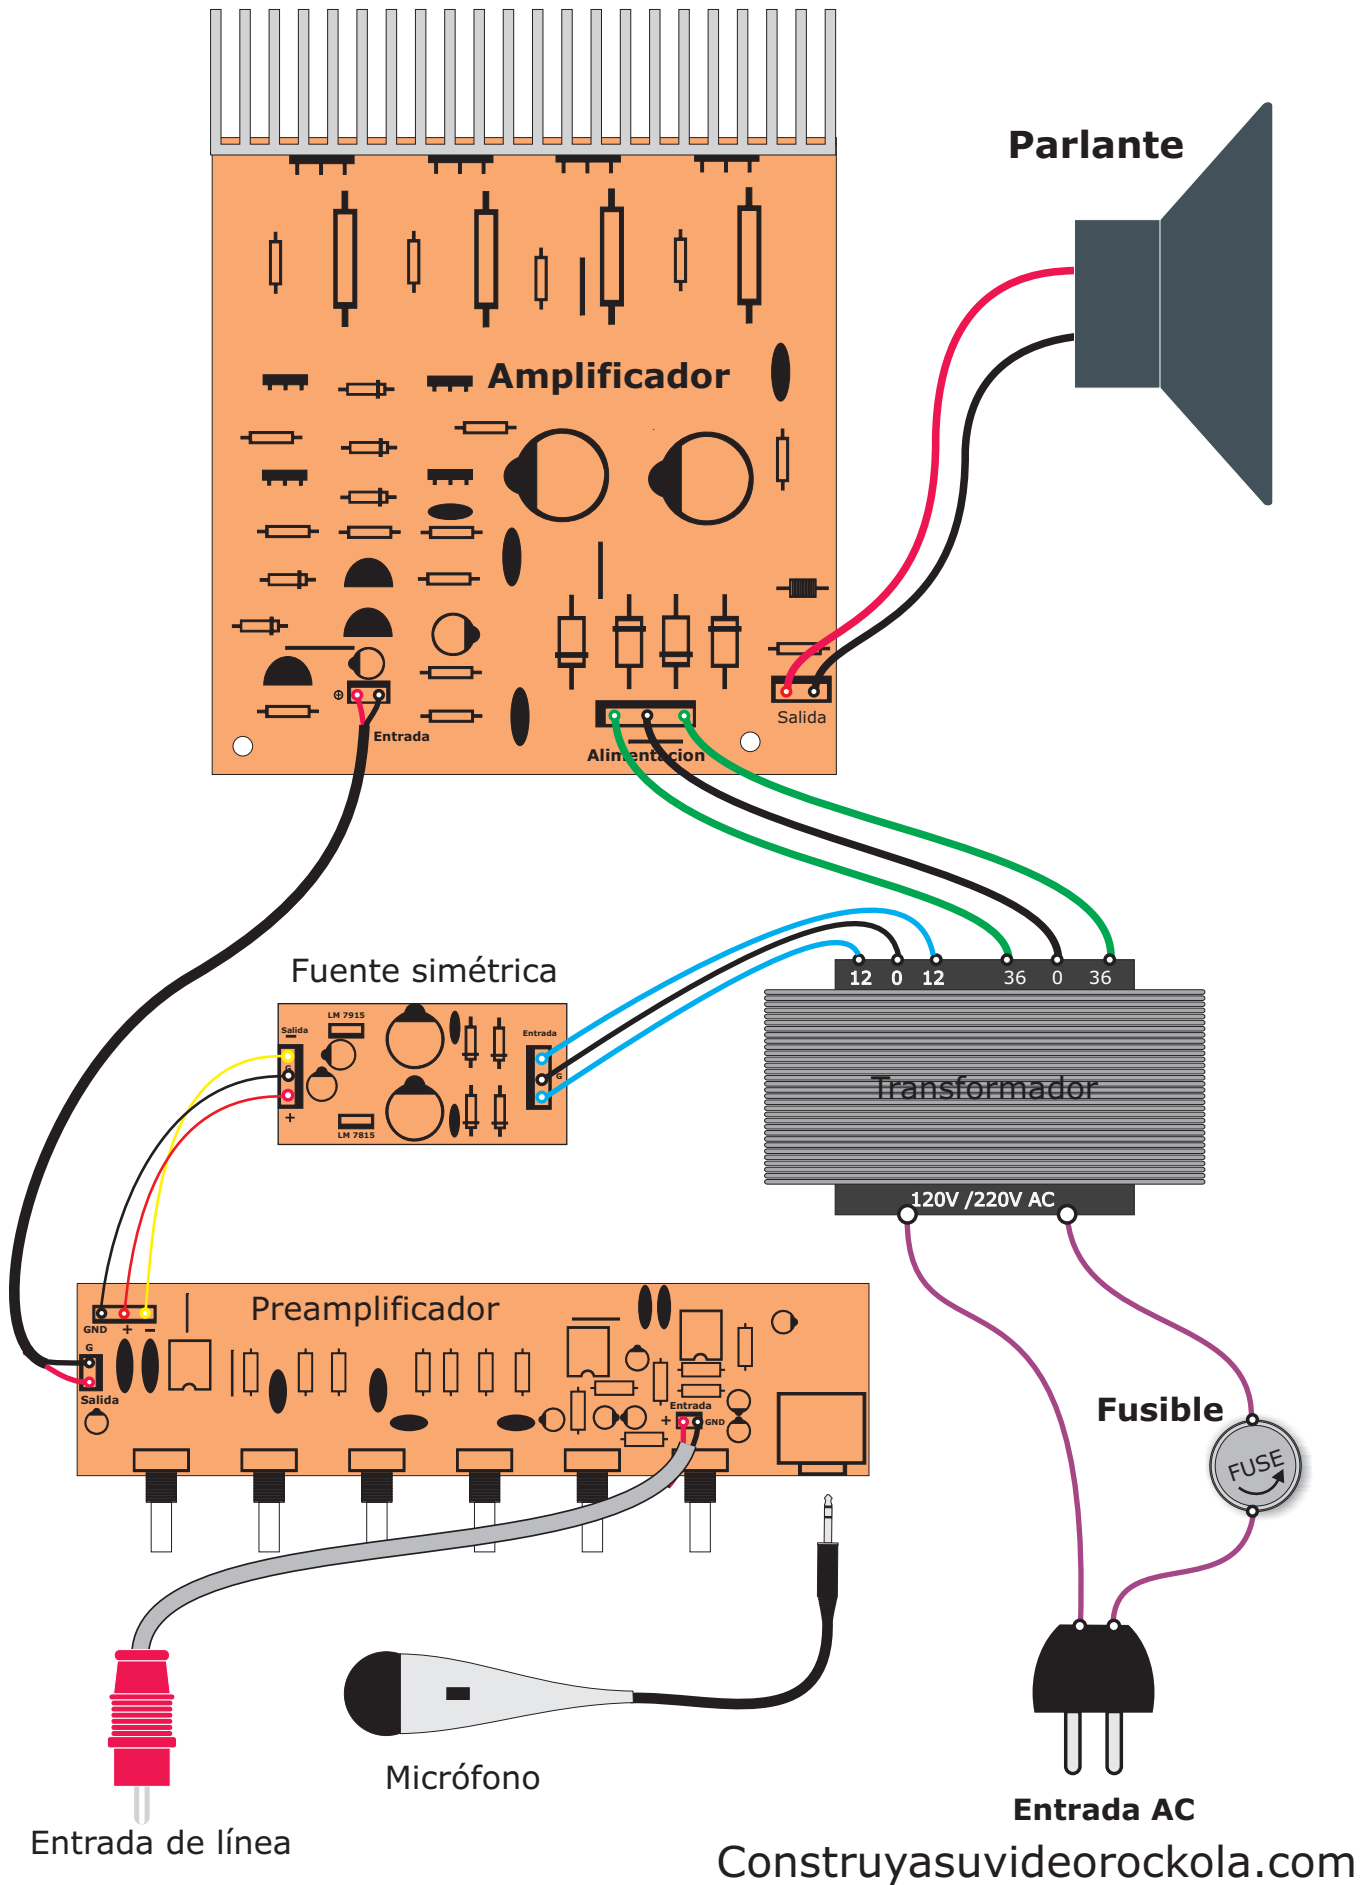 Parlante
Amplificador
Salida
Entrada
Alimentacion
Fuente simétrica
12 0 12 36 0 36
LM 7915
Salida
−
Entrada
G
G
+
LM 7815
Transformador
120V /220V AC
Preamplificador
GND + −
G
Salida
Entrada
+ GND
Fusible
FUSE
Micrófono
Entrada AC
Entrada de línea
Construyasuvideorockola.com